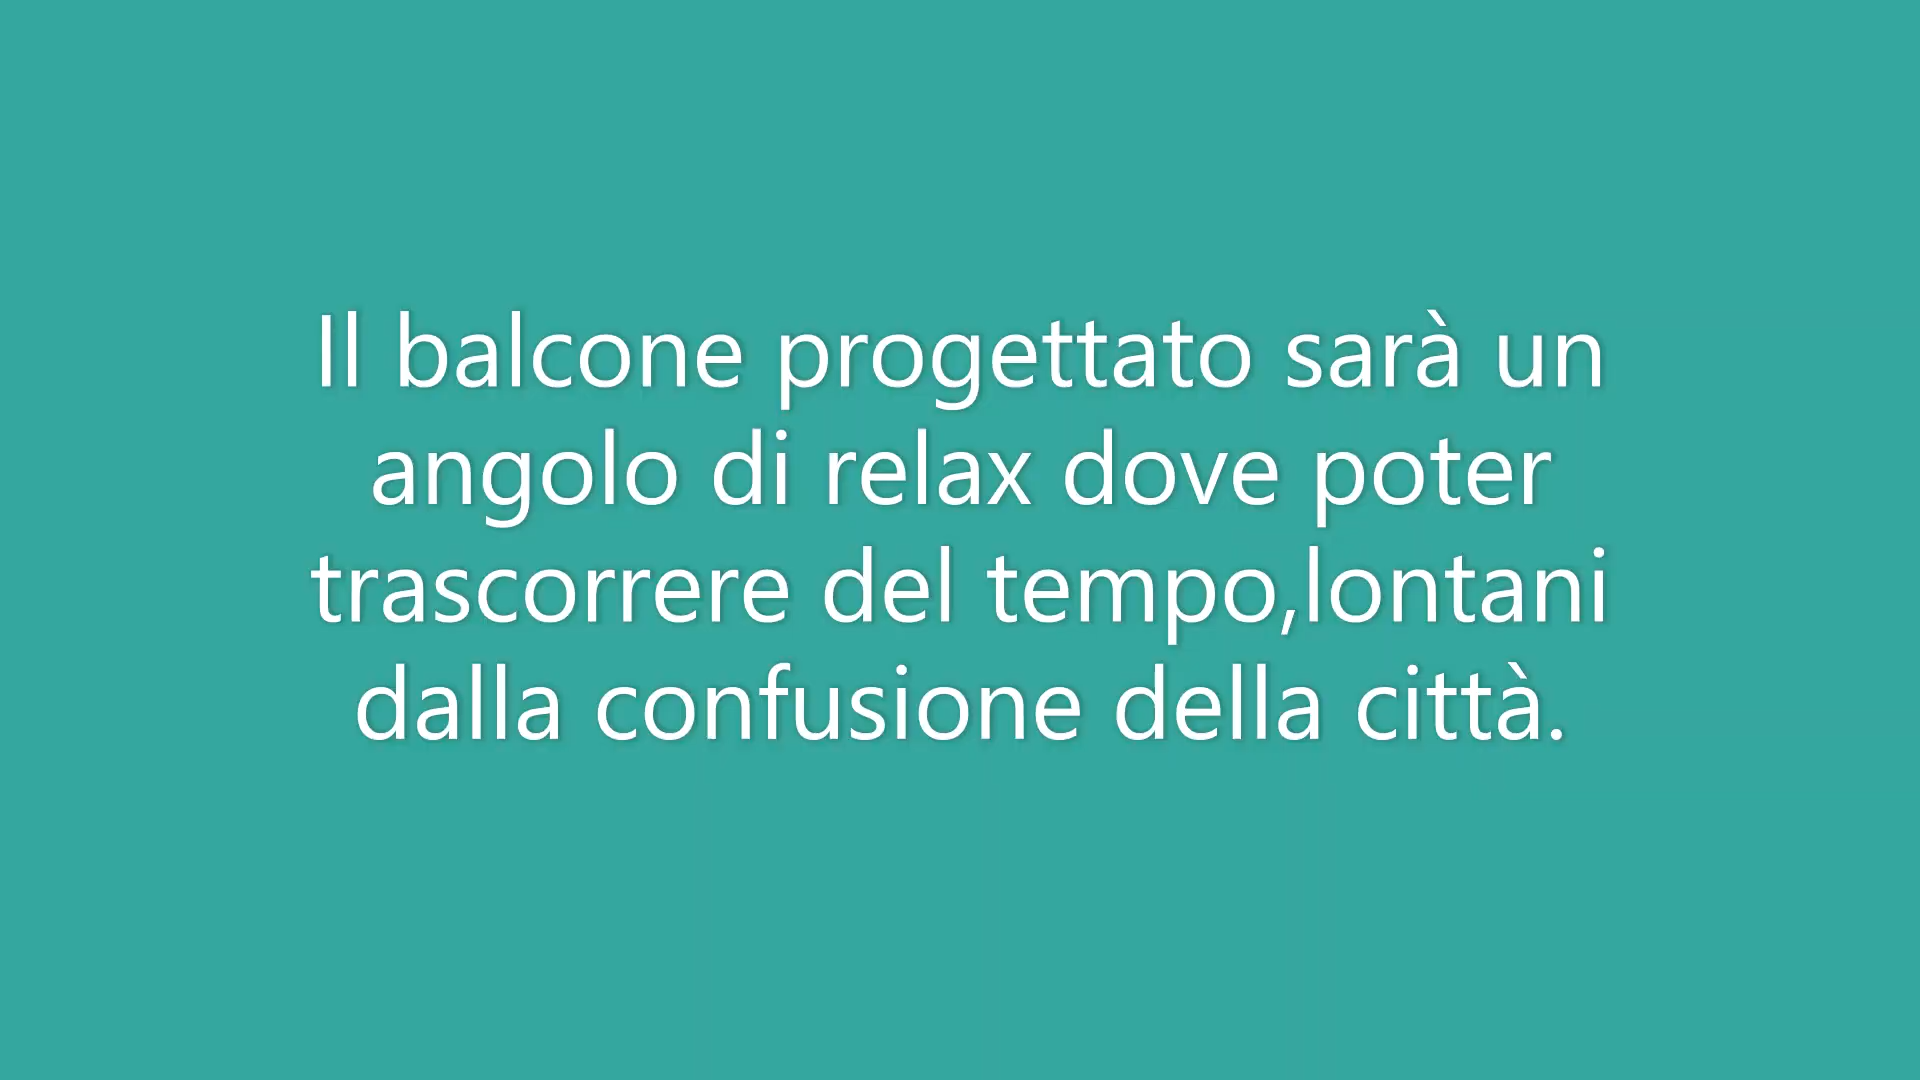 Il balcone progettato sarà un
angolo di relax dove poter
trascorrere del tempo,lontani
dalla confusione della città.